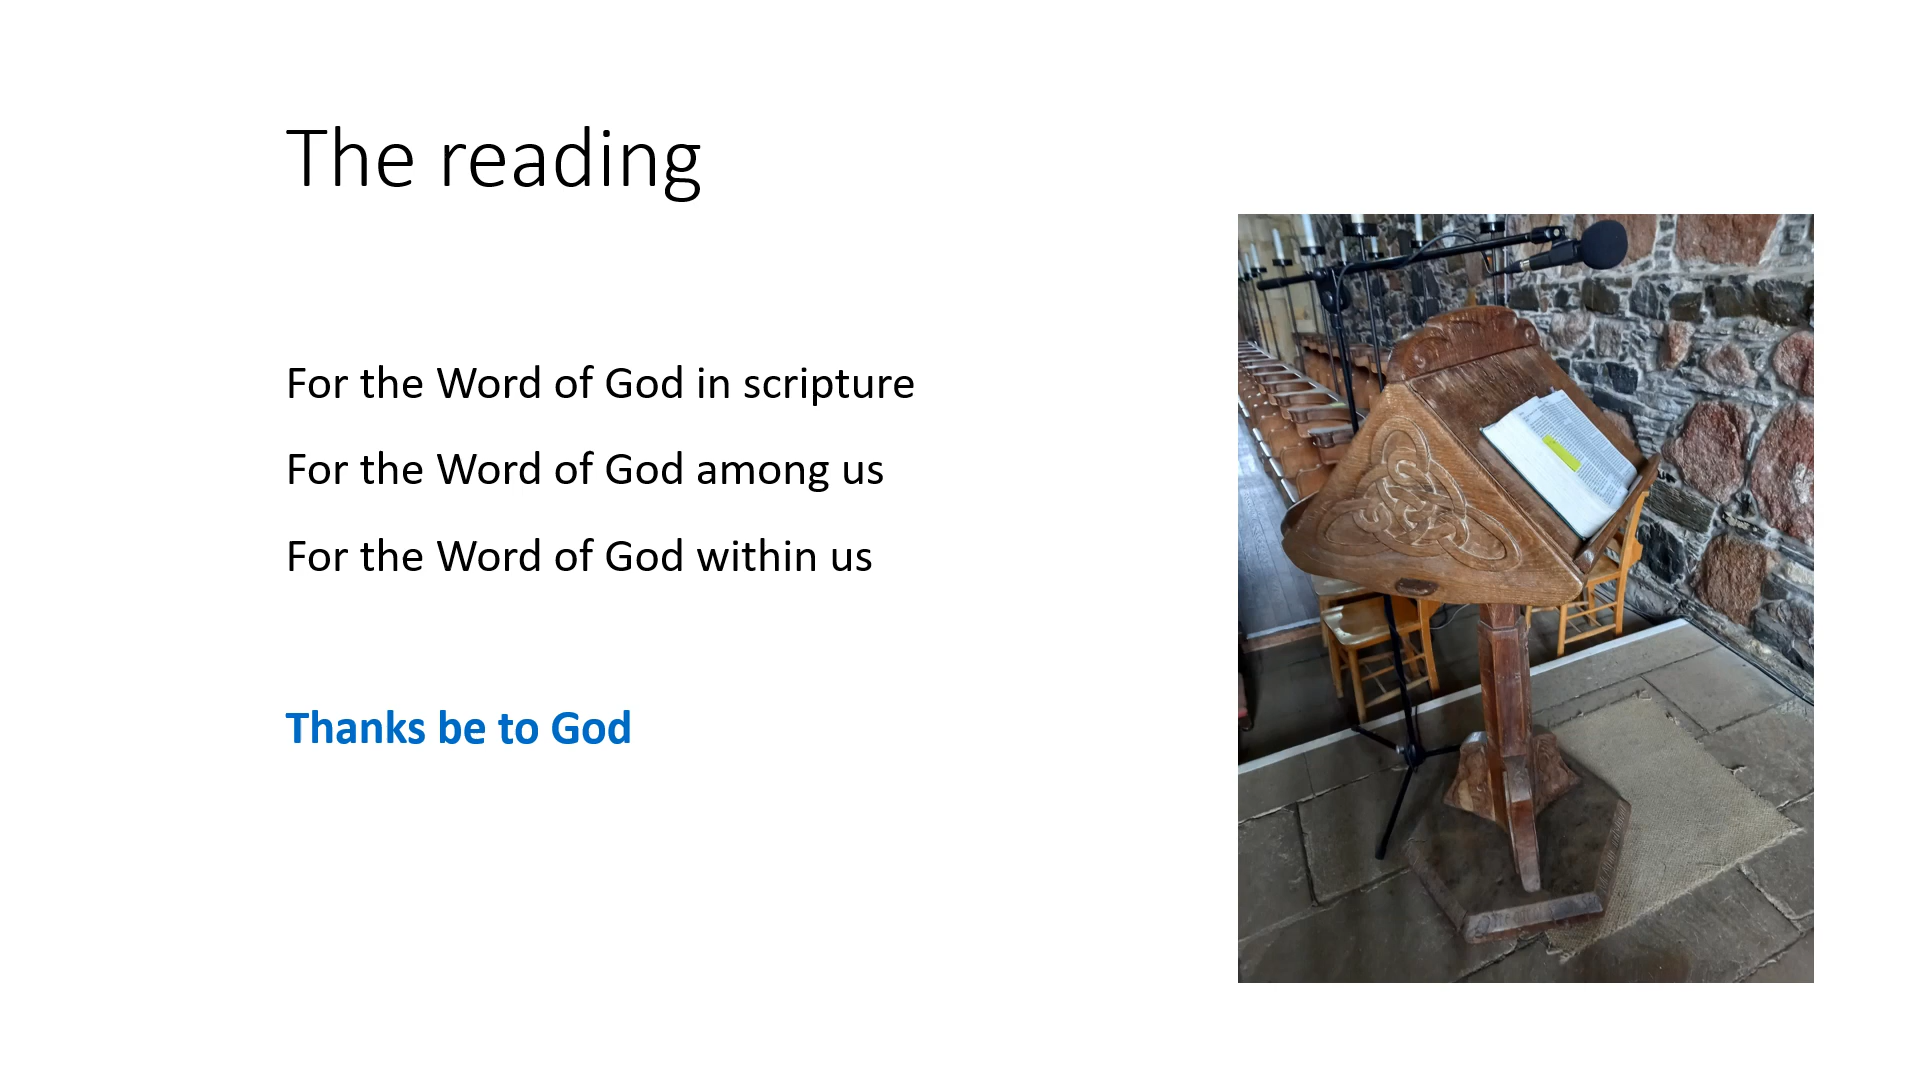 The reading
For the Word of God in scripture
For the Word of God among us
For the Word of God within us
Thanks be to God